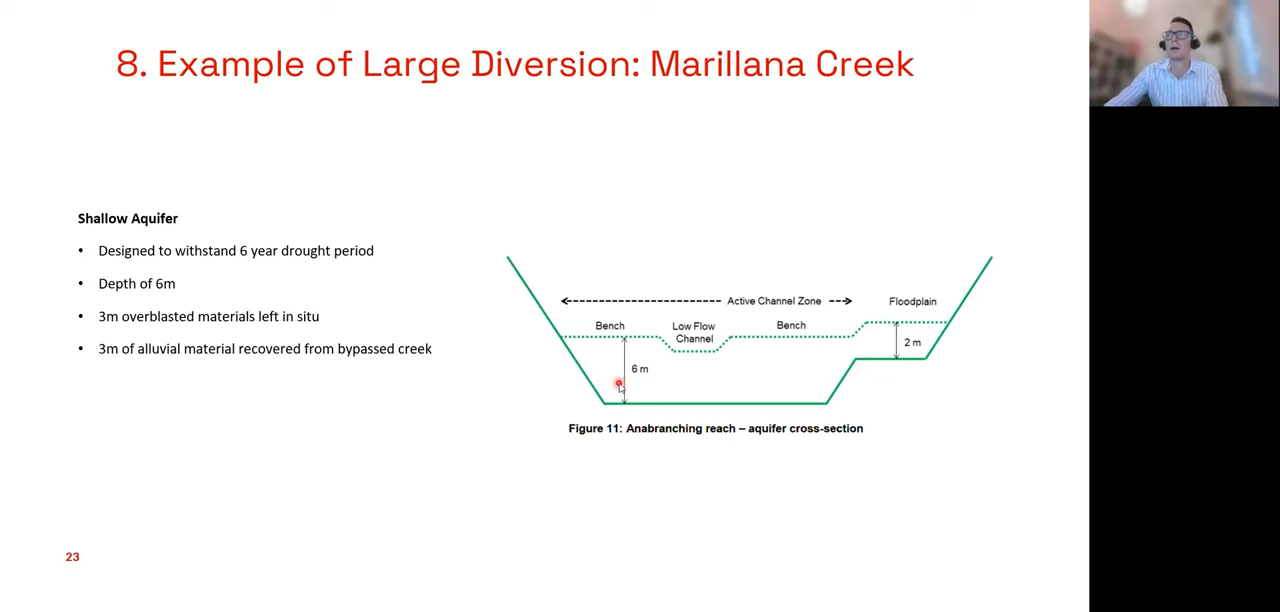 8. Example of Large Diversion: Marillana Creek
Shallow Aquifer
• Designed to withstand 6 year drought period
• Depth of 6m
• 3m overblasted materials left in situ
• 3m of alluvial material recovered from bypassed creek
Active Channel Zone
Floodplain
Bench
Low Flow
Channel
Bench
2 m
6 m
Figure 11: Anabranching reach – aquifer cross-section
23